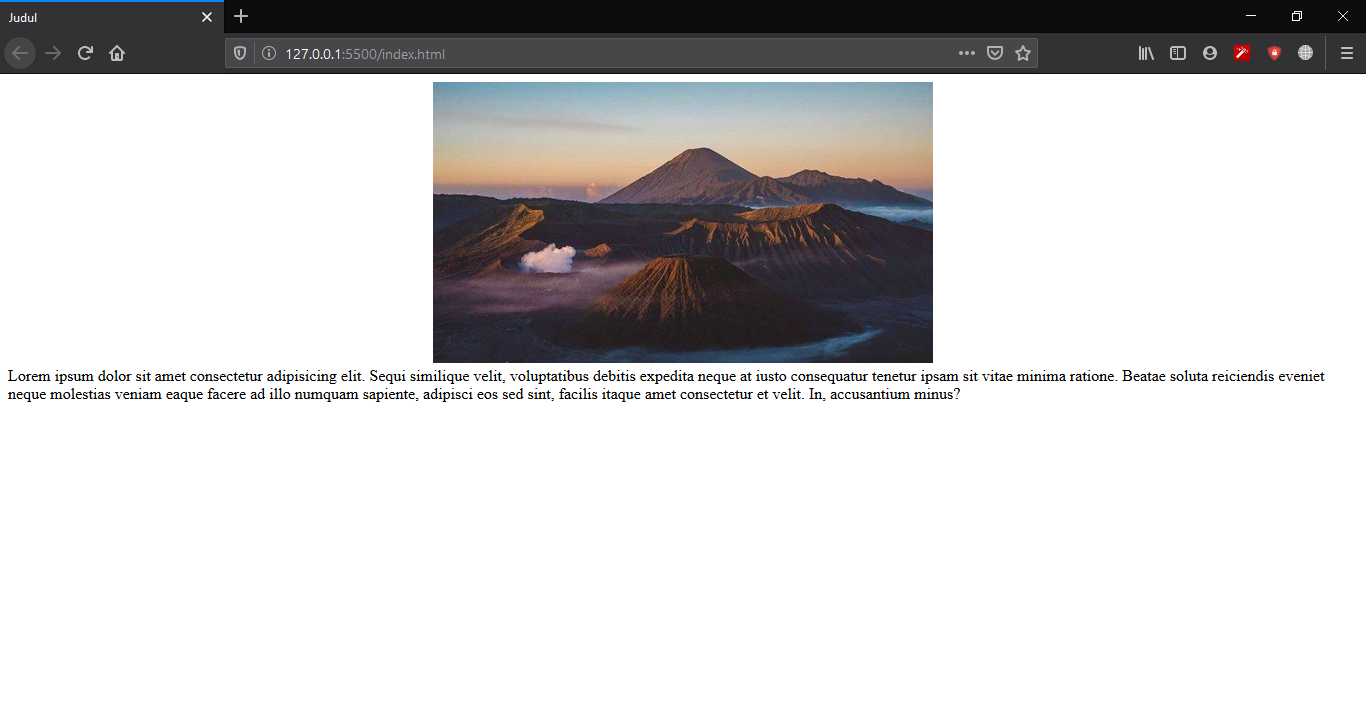 Judul
127.0.0.1:5500/index.html
Lorem ipsum dolor sit amet consectetur adipisicing elit. Sequi similique velit, voluptatibus debitis expedita neque at iusto consequatur tenetur ipsam sit vitae minima ratione. Beatae soluta reiciendis eveniet
neque molestias veniam eaque facere ad illo numquam sapiente, adipisci eos sed sint, facilis itaque amet consectetur et velit. In, accusantium minus?